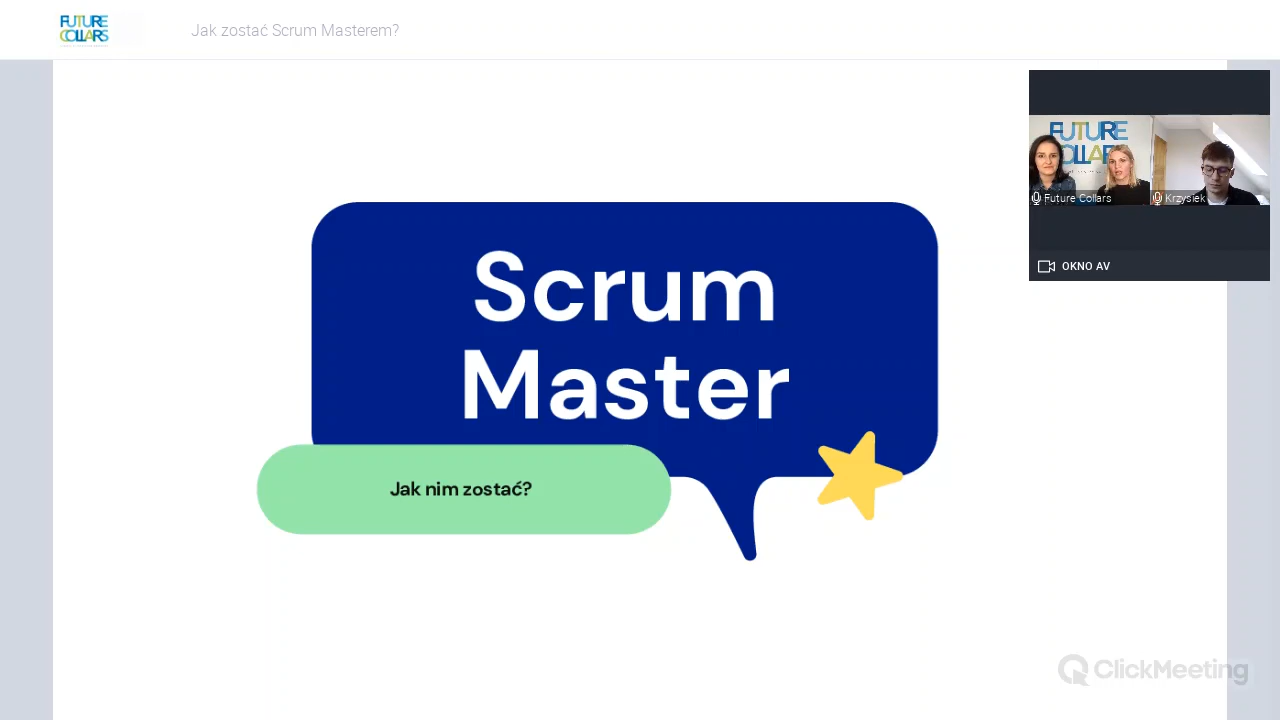 FUTURE
COLLARS
Jak zostać Scrum Masterem?
FUTURE
COLLARS
Future Collars
Krzysiek
OKNO AV
Scrum
Master
Jak nim zostać?
ClickMeeting